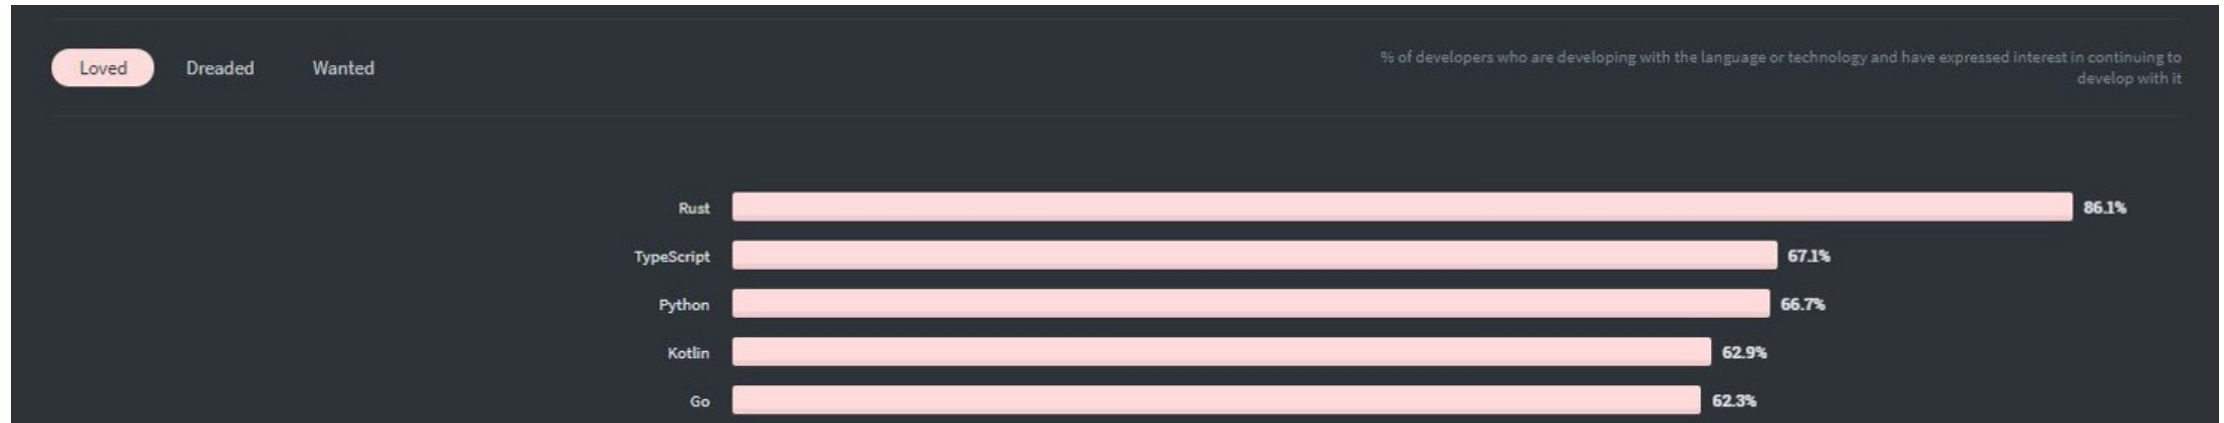 Loved Dreaded Wanted
% of developers who are developing with the language or technology and have expressed interest in continuing to
develop with it
Rust 86.1%
TypeScript 67.1%
Python 66.7%
Kotlin 62.9%
Go 62.3%